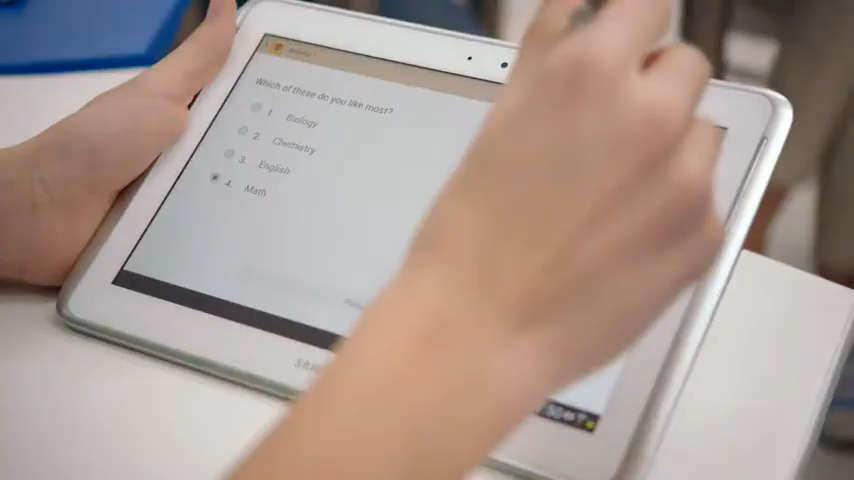 Which of these do you like most?
1. Biology
2. Chemistry
3. English
4. Math